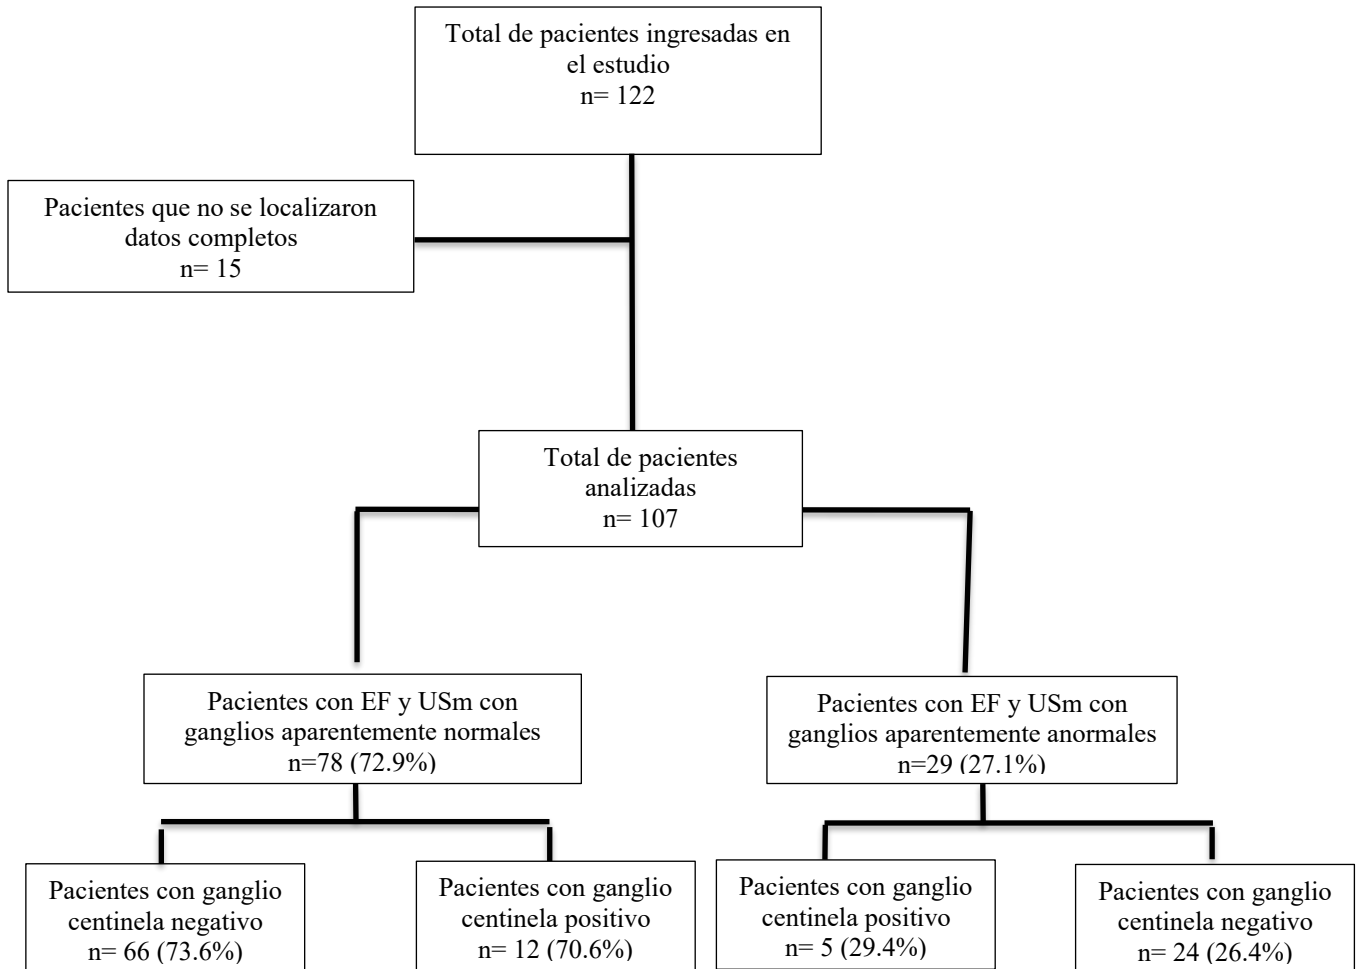 Total de pacientes ingresadas en
el estudio
n= 122
Pacientes que no se localizaron
datos completos
n= 15
Total de pacientes
analizadas
n= 107
Pacientes con EF y USm con
ganglios aparentemente normales
n=78 (72.9%)
Pacientes con EF y USm con
ganglios aparentemente anormales
n=29 (27.1%)
Pacientes con ganglio
centinela negativo
n= 66 (73.6%)
Pacientes con ganglio
centinela positivo
n= 12 (70.6%)
Pacientes con ganglio
centinela positivo
n= 5 (29.4%)
Pacientes con ganglio
centinela negativo
n= 24 (26.4%)